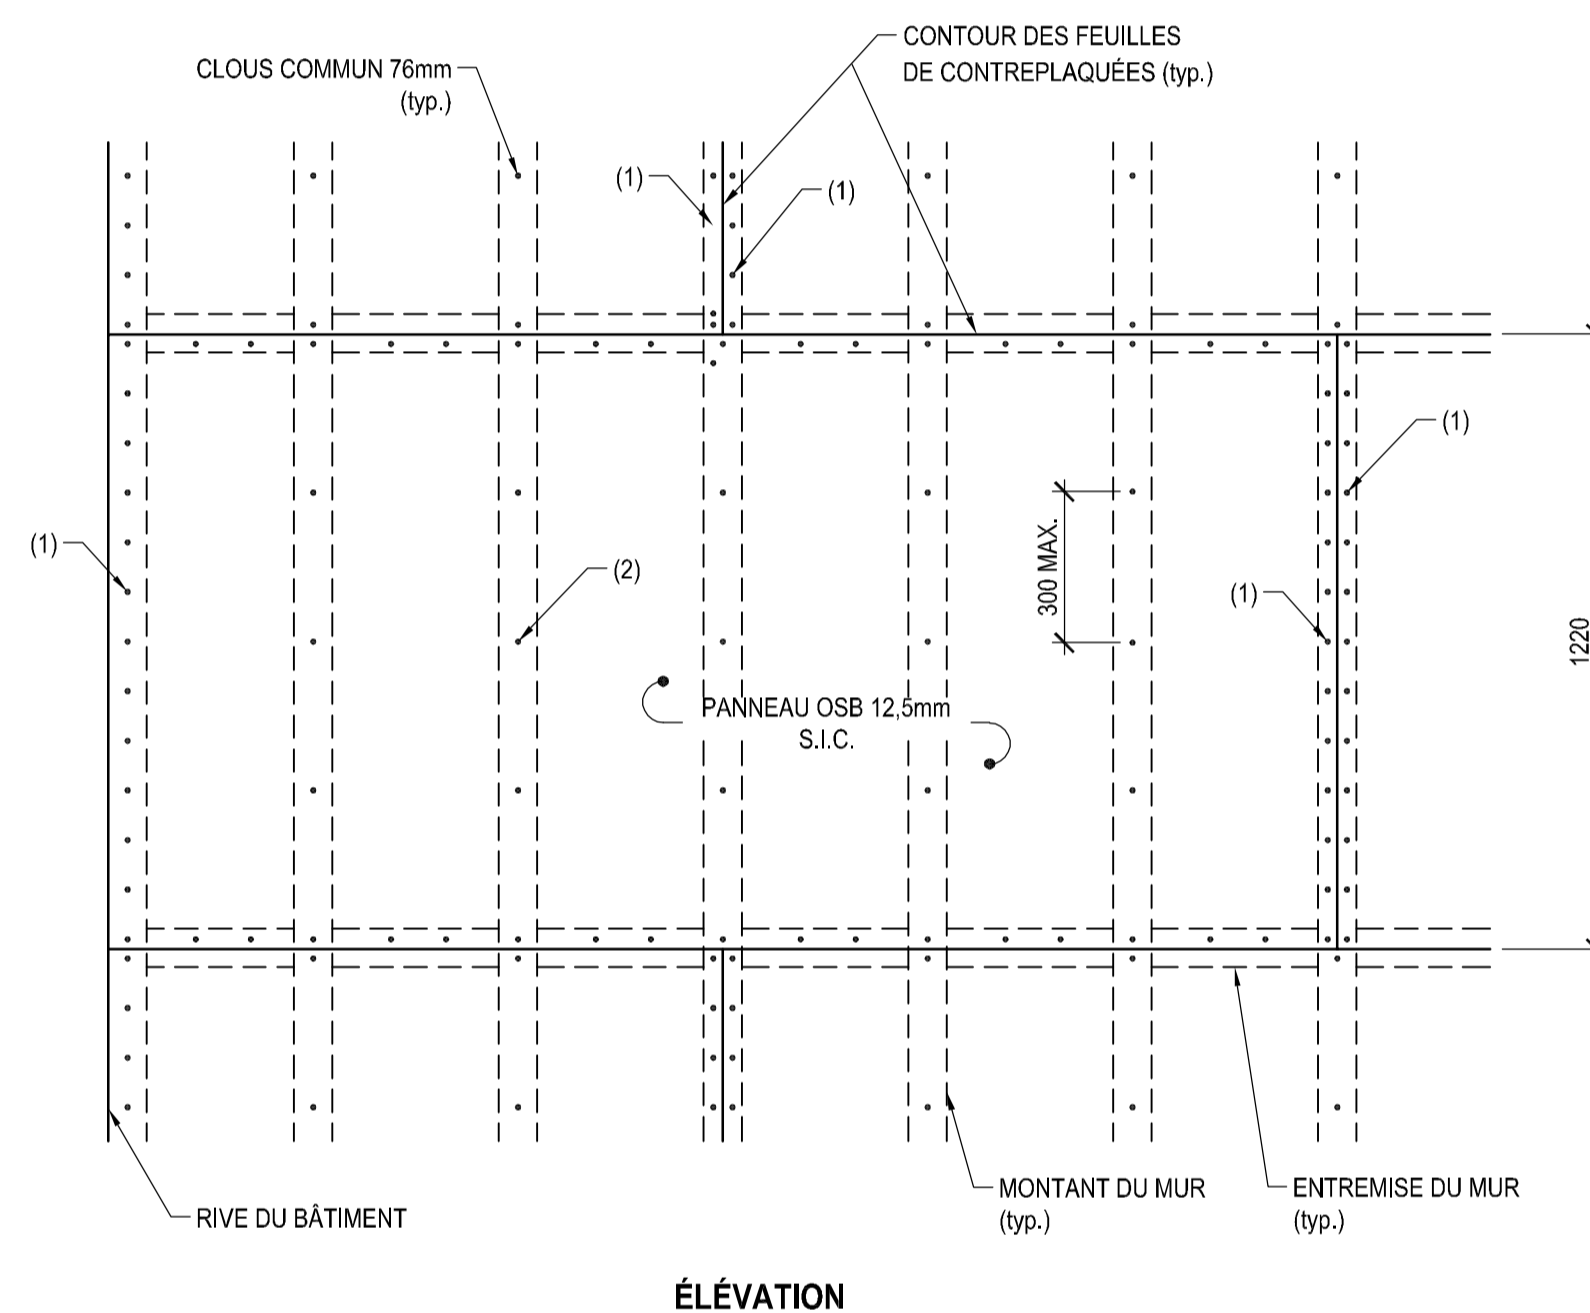 CONTOUR DES FEUILLES
DE CONTREPLAQUÉES (typ.)
CLOUS COMMUN 76mm
(typ.)
(1)
(1)
(1)
(1)
(2)
(1)
300 MAX.
1220
PANNEAU OSB 12,5mm
S.I.C.
MONTANT DU MUR
(typ.)
ENTREMISE DU MUR
(typ.)
RIVE DU BÂTIMENT
ÉLÉVATION